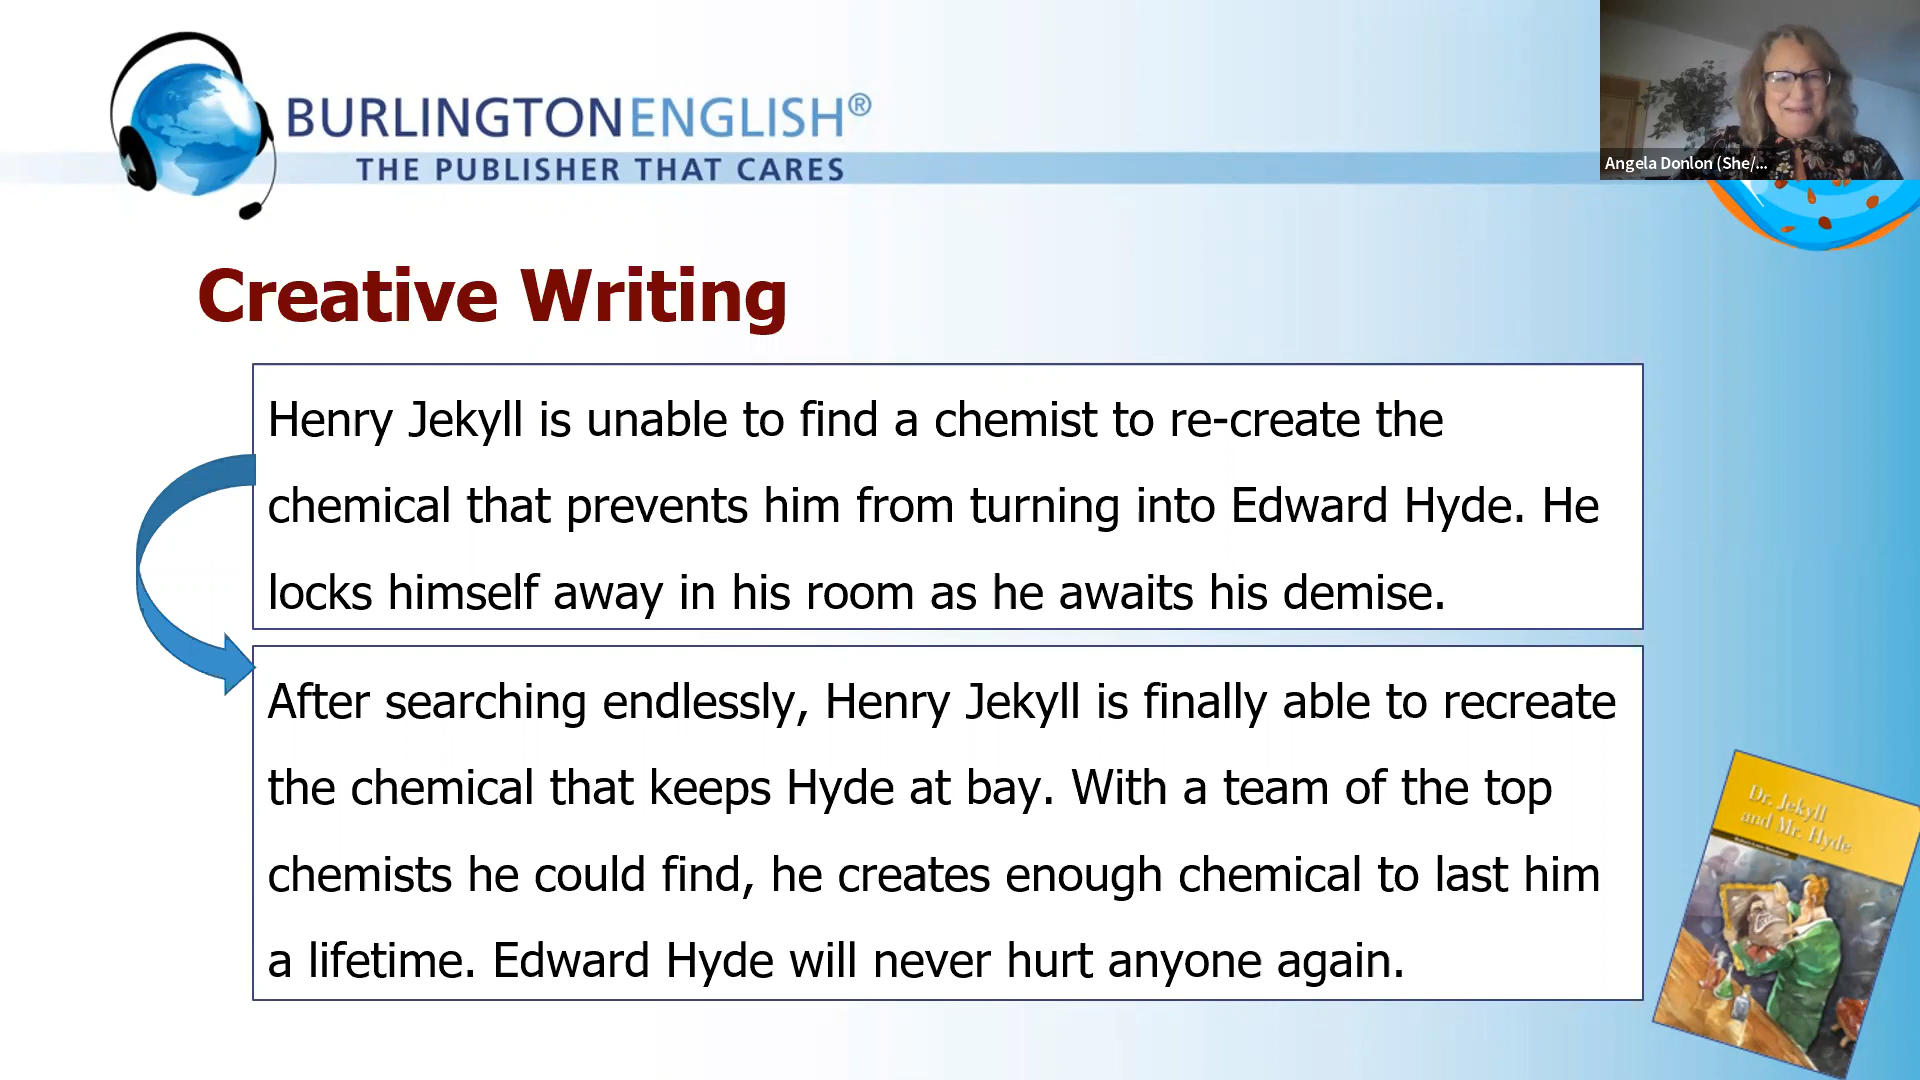 BURLINGTONENGLISH®
THE PUBLISHER THAT CARES
Angela Donlon (She/...
Creative Writing
Henry Jekyll is unable to find a chemist to re-create the
chemical that prevents him from turning into Edward Hyde. He
locks himself away in his room as he awaits his demise.
After searching endlessly, Henry Jekyll is finally able to recreate
the chemical that keeps Hyde at bay. With a team of the top
chemists he could find, he creates enough chemical to last him
a lifetime. Edward Hyde will never hurt anyone again.
Dr. Jekyll
and Mr. Hyde